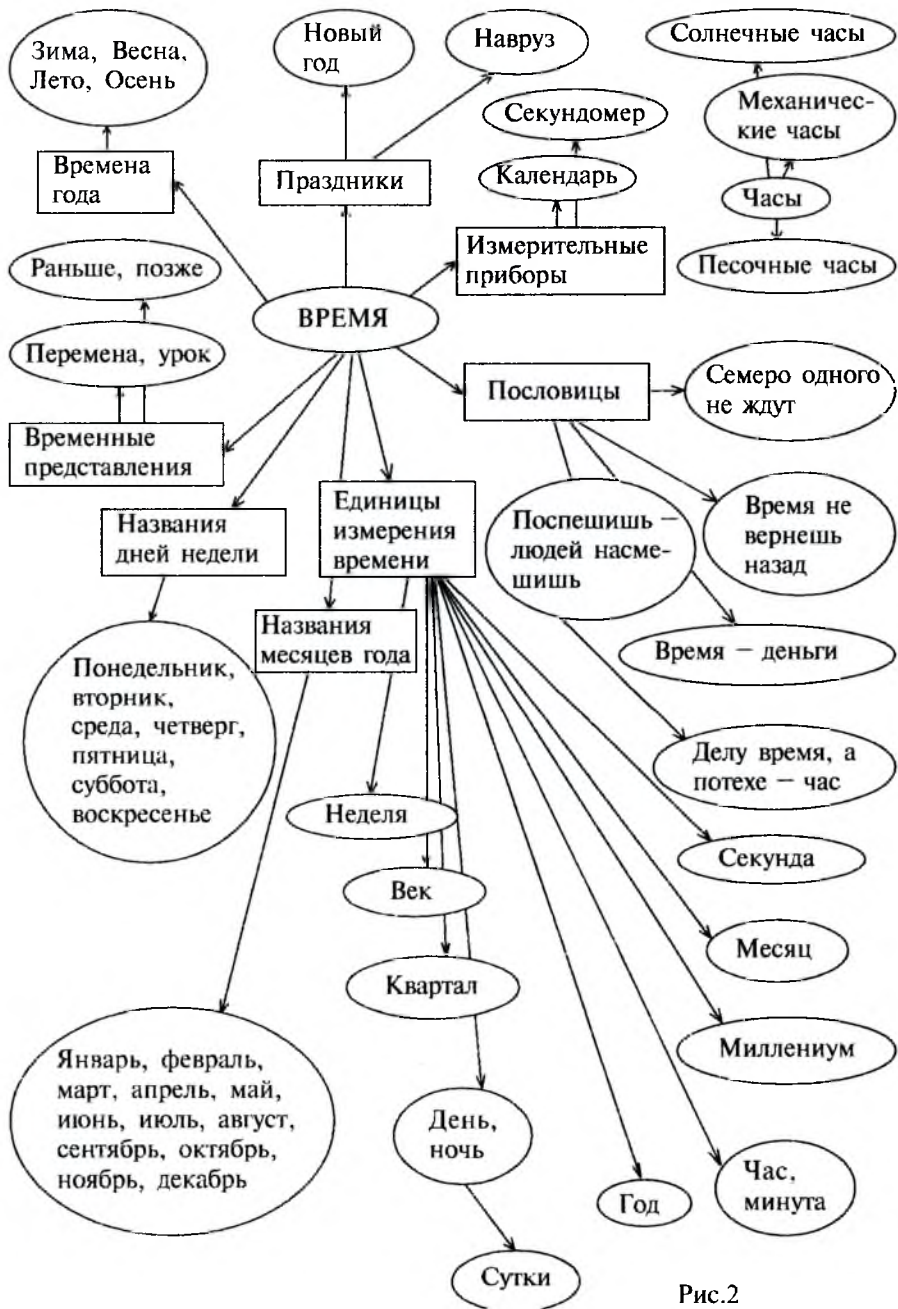 Зима, Весна,
Лето, Осень
Новый
год
Навруз
Солнечные часы
Механичес-
кие часы
Секундомер
Времена
года
Праздники
Календарь
Часы
Измерительные
приборы
Песочные часы
Раньше, позже
ВРЕМЯ
Перемена, урок
Пословицы
Семеро одного
не ждут
Временные
представления
Названия
дней недели
Единицы
измерения
времени
Поспешишь —
людей насме-
шишь
Время не
вернешь
назад
Названия
месяцев года
Время — деньги
Понедельник,
вторник,
среда, четверг,
пятница,
суббота,
воскресенье
Делу время, а
потехе — час
Неделя
Секунда
Век
Месяц
Квартал
Миллениум
Январь, февраль,
март, апрель, май,
июнь, июль, август,
сентябрь, октябрь,
ноябрь, декабрь
День,
ночь
Год
Час,
минута
Сутки
Рис.2